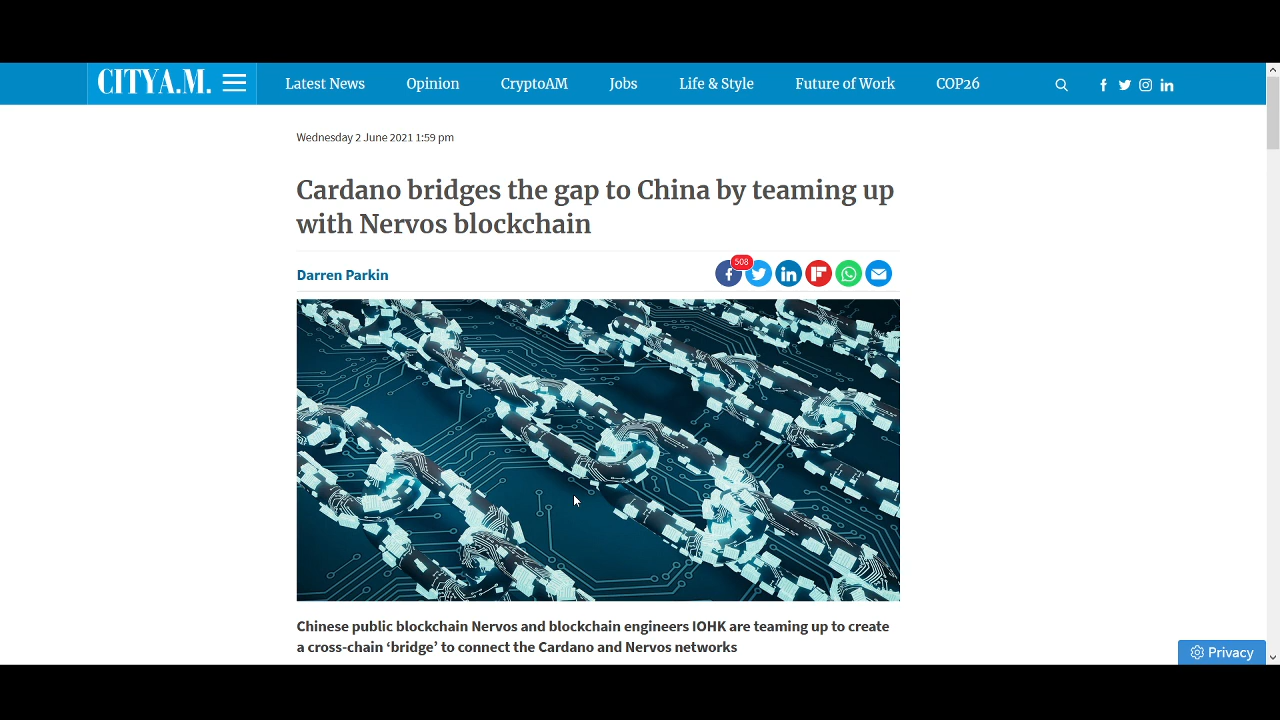 CITYA.M.
Latest News
Opinion
CryptoAM
Jobs
Life & Style
Future of Work
COP26
Wednesday 2 June 2021 1:59 pm
Cardano bridges the gap to China by teaming up
with Nervos blockchain
Darren Parkin
508
Chinese public blockchain Nervos and blockchain engineers IOHK are teaming up to create
a cross-chain ‘bridge’ to connect the Cardano and Nervos networks
Privacy